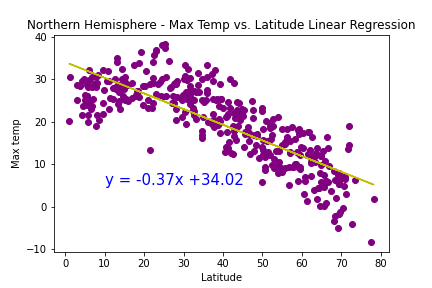 Northern Hemisphere - Max Temp vs. Latitude Linear Regression
40
30
20
10
0
−10
Max temp
y = -0.37x +34.02
0 10 20 30 40 50 60 70 80
Latitude